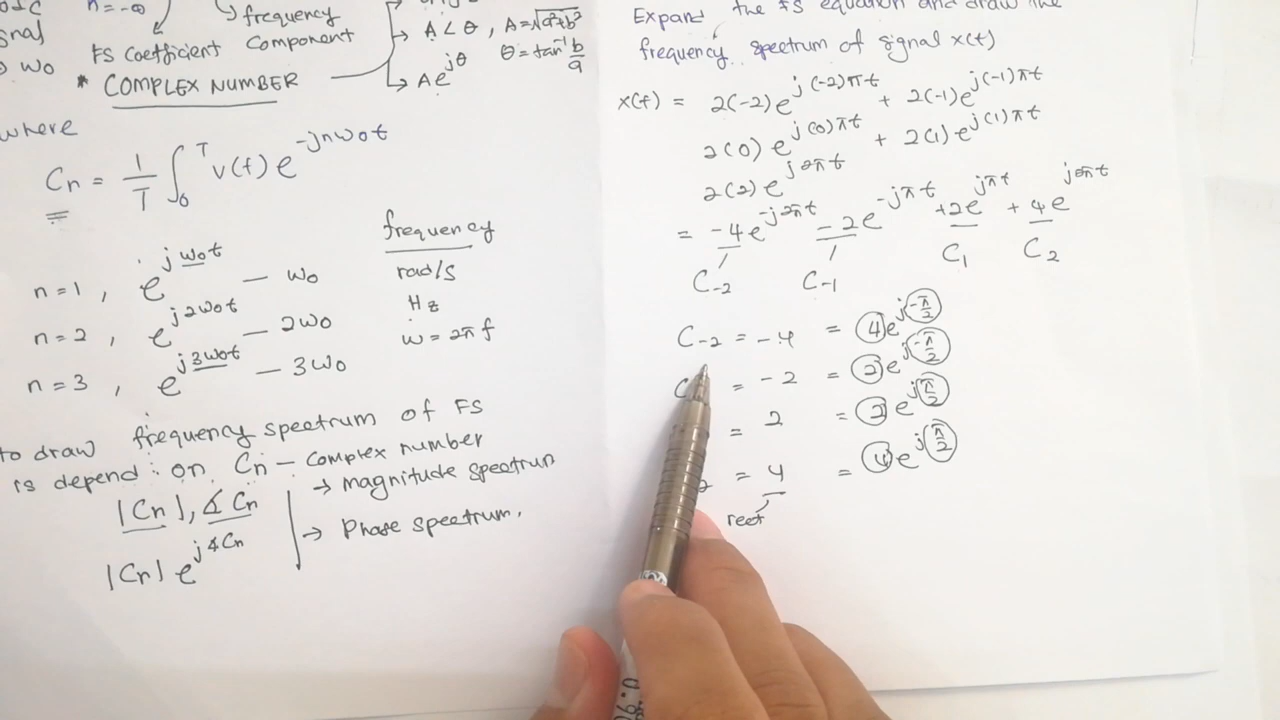 n=-∞
frequency
component
FS coefficient
ω0
A∠θ, A=√a²+b²
θ=tan⁻¹ b/a
* COMPLEX NUMBER
Ae^jθ
where
Cn = 1/T ∫0^T v(t) e^-jnω0t
frequency
rad/s
Hz
ω = 2πf
n=1, e^jω0t — ω0
n=2, e^j2ω0t — 2ω0
n=3, e^j3ω0t — 3ω0
to draw frequency spectrum of FS
is depend : on Cn – complex number
|Cn|, ∡Cn → magnitude spectrum
|Cn| e^j∡Cn → Phase spectrum.
Expand the FS equation and draw the
frequency spectrum of signal x(t)
x(t) = 2(-2)e^j(-2)πt + 2(-1)e^j(-1)πt
2(0)e^j(0)πt + 2(1)e^j(1)πt
2(2)e^j2πt
= -4e^-j2πt - 2e^-jπt +2e^jπt + 4e^j2πt
C-2 C-1 C1 C2
C-2 = -4 = 4e^j(-π/2)
C = -2 = 2e^j(-π/2)
= 2 = 2e^j(π/2)
2 = 4 = 4e^j(π/2)
0.9